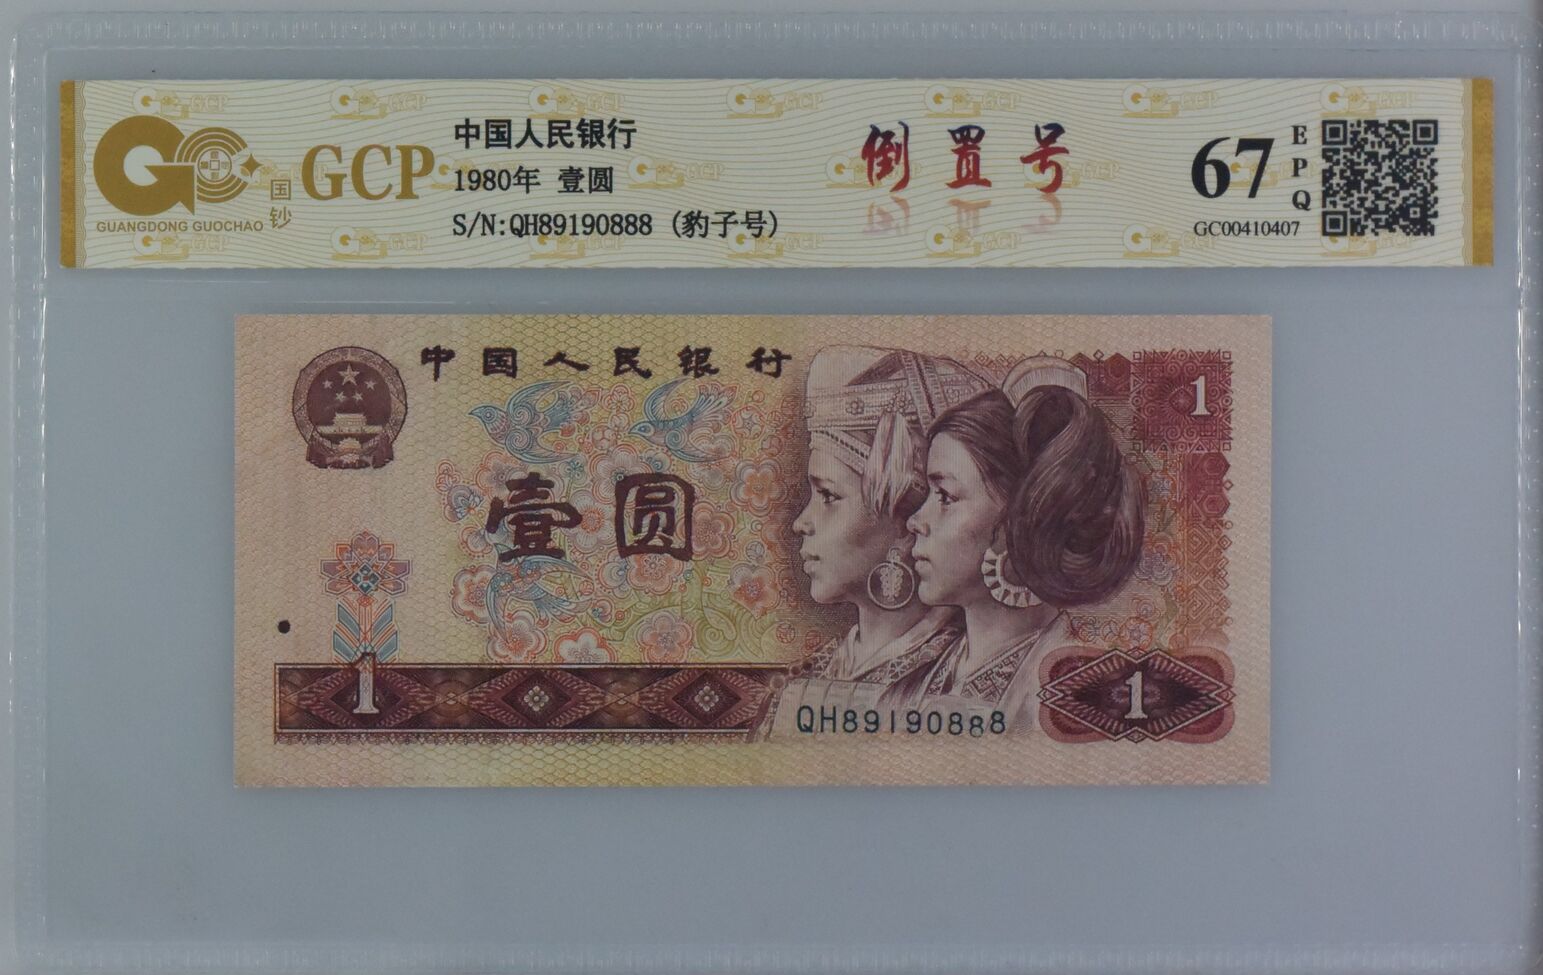 GCP
GUANGDONG GUOCHAO
国钞
中国人民银行
1980年 壹圆
S/N:QH89190888 (豹子号)
倒置号
67 EPQ
GC00410407
中国人民银行
1
壹圆
1
QH89190888
1